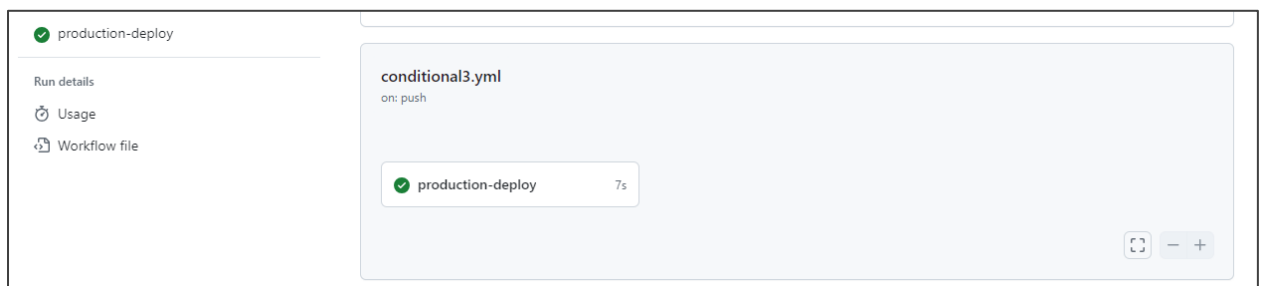 production-deploy
Run details
Usage
Workflow file
conditional3.yml
on: push
production-deploy 7s